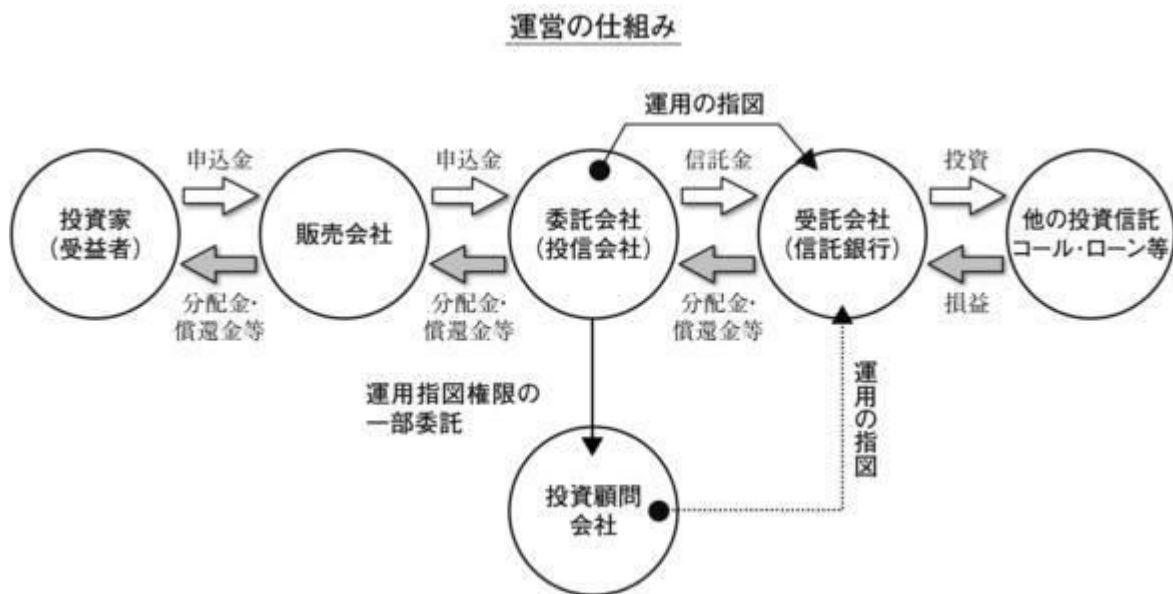 運営の仕組み
運用の指図
申込金
申込金
信託金
投資
投資家
(受益者)
販売会社
委託会社
(投信会社)
受託会社
(信託銀行)
他の投資信託
コール・ローン等
分配金・
償還金等
分配金・
償還金等
分配金・
償還金等
損益
運用指図権限の
一部委託
運用の指図
投資顧問
会社